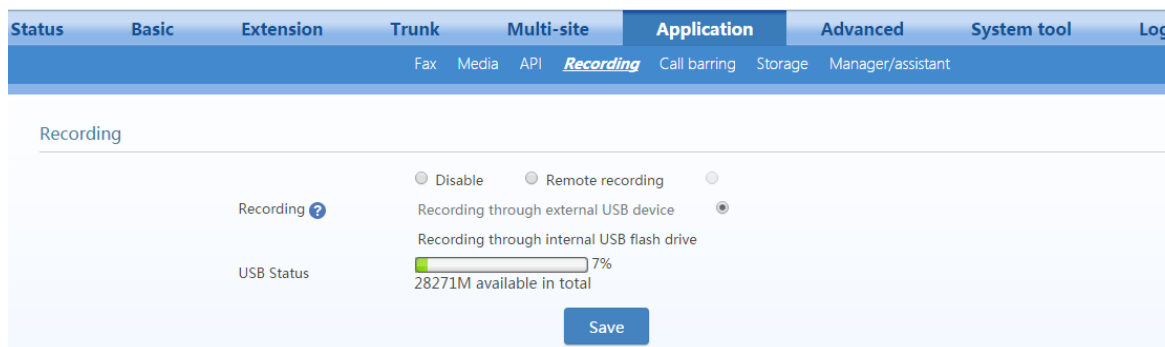 Status Basic Extension Trunk Multi-site Application Advanced System tool
Fax Media API Recording Call barring Storage Manager/assistant
Recording
Disable Remote recording
Recording ? Recording through external USB device
Recording through internal USB flash drive
USB Status 7%
28271M available in total
Save